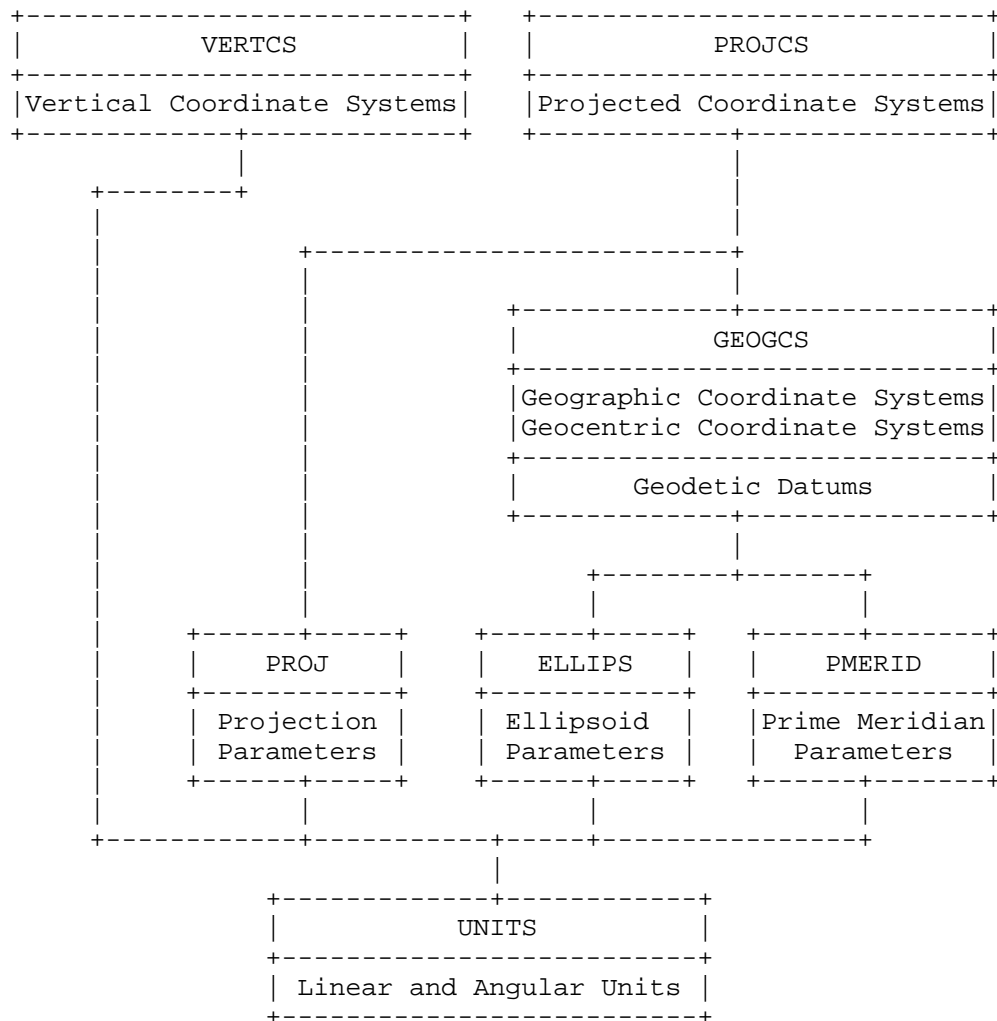 VERTCS
PROJCS
Vertical Coordinate Systems
Projected Coordinate Systems
GEOGCS
Geographic Coordinate Systems
Geocentric Coordinate Systems
Geodetic Datums
PROJ
ELLIPS
PMERID
Projection
Parameters
Ellipsoid
Parameters
Prime Meridian
Parameters
UNITS
Linear and Angular Units